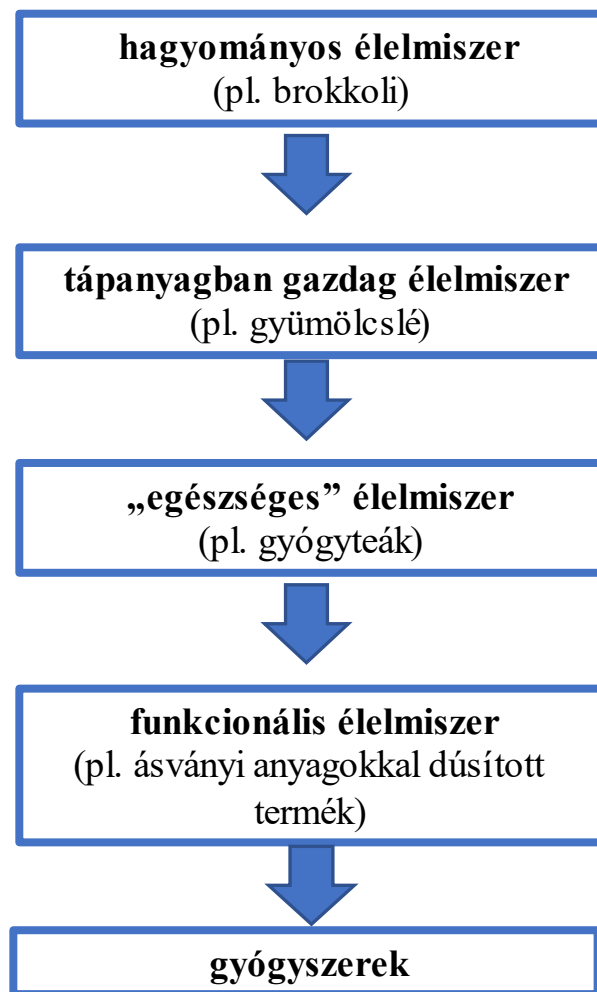 hagyományos élelmiszer
(pl. brokkoli)
tápanyagban gazdag élelmiszer
(pl. gyümölcslé)
„egészséges” élelmiszer
(pl. gyógyteák)
funkcionális élelmiszer
(pl. ásványi anyagokkal dúsított
termék)
gyógyszerek